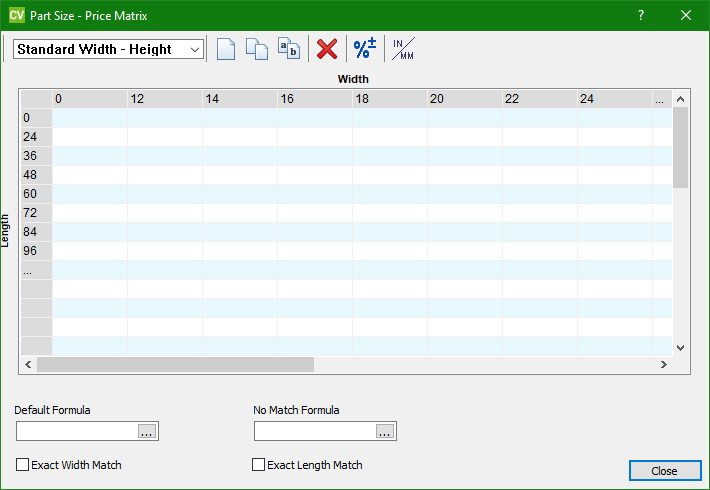 CV Part Size - Price Matrix ?
Standard Width - Height a b % ± IN/MM
Width
0 12 14 16 18 20 22 24 ...
0
24
36
48
60
72
84
96
...
Length
Default Formula No Match Formula
... ...
Exact Width Match Exact Length Match
Close